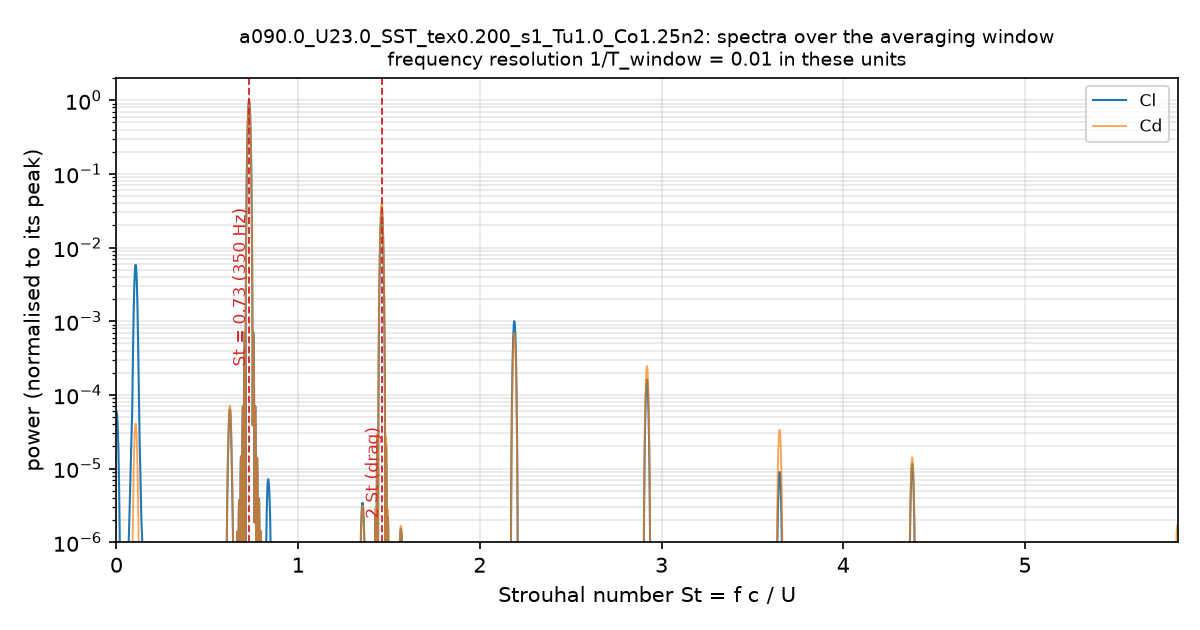 a090.0_U23.0_SST_tex0.200_s1_Tu1.0_Co1.25n2: spectra over the averaging window
frequency resolution 1/T_window = 0.01 in these units
power (normalised to its peak)
10⁰
10⁻¹
10⁻²
10⁻³
10⁻⁴
10⁻⁵
10⁻⁶
St = 0.73 (350 Hz)
2 St (drag)
Cl
Cd
0 1 2 3 4 5
Strouhal number St = f c / U